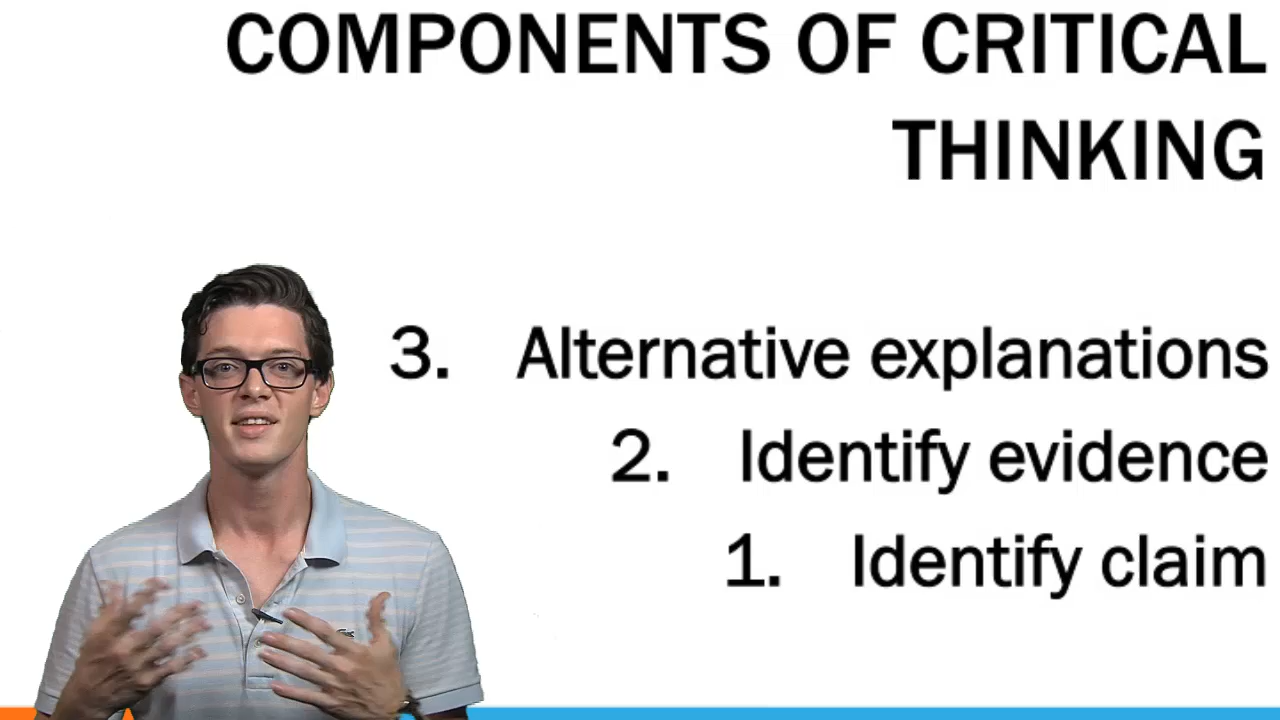 COMPONENTS OF CRITICAL
THINKING
3. Alternative explanations
2. Identify evidence
1. Identify claim